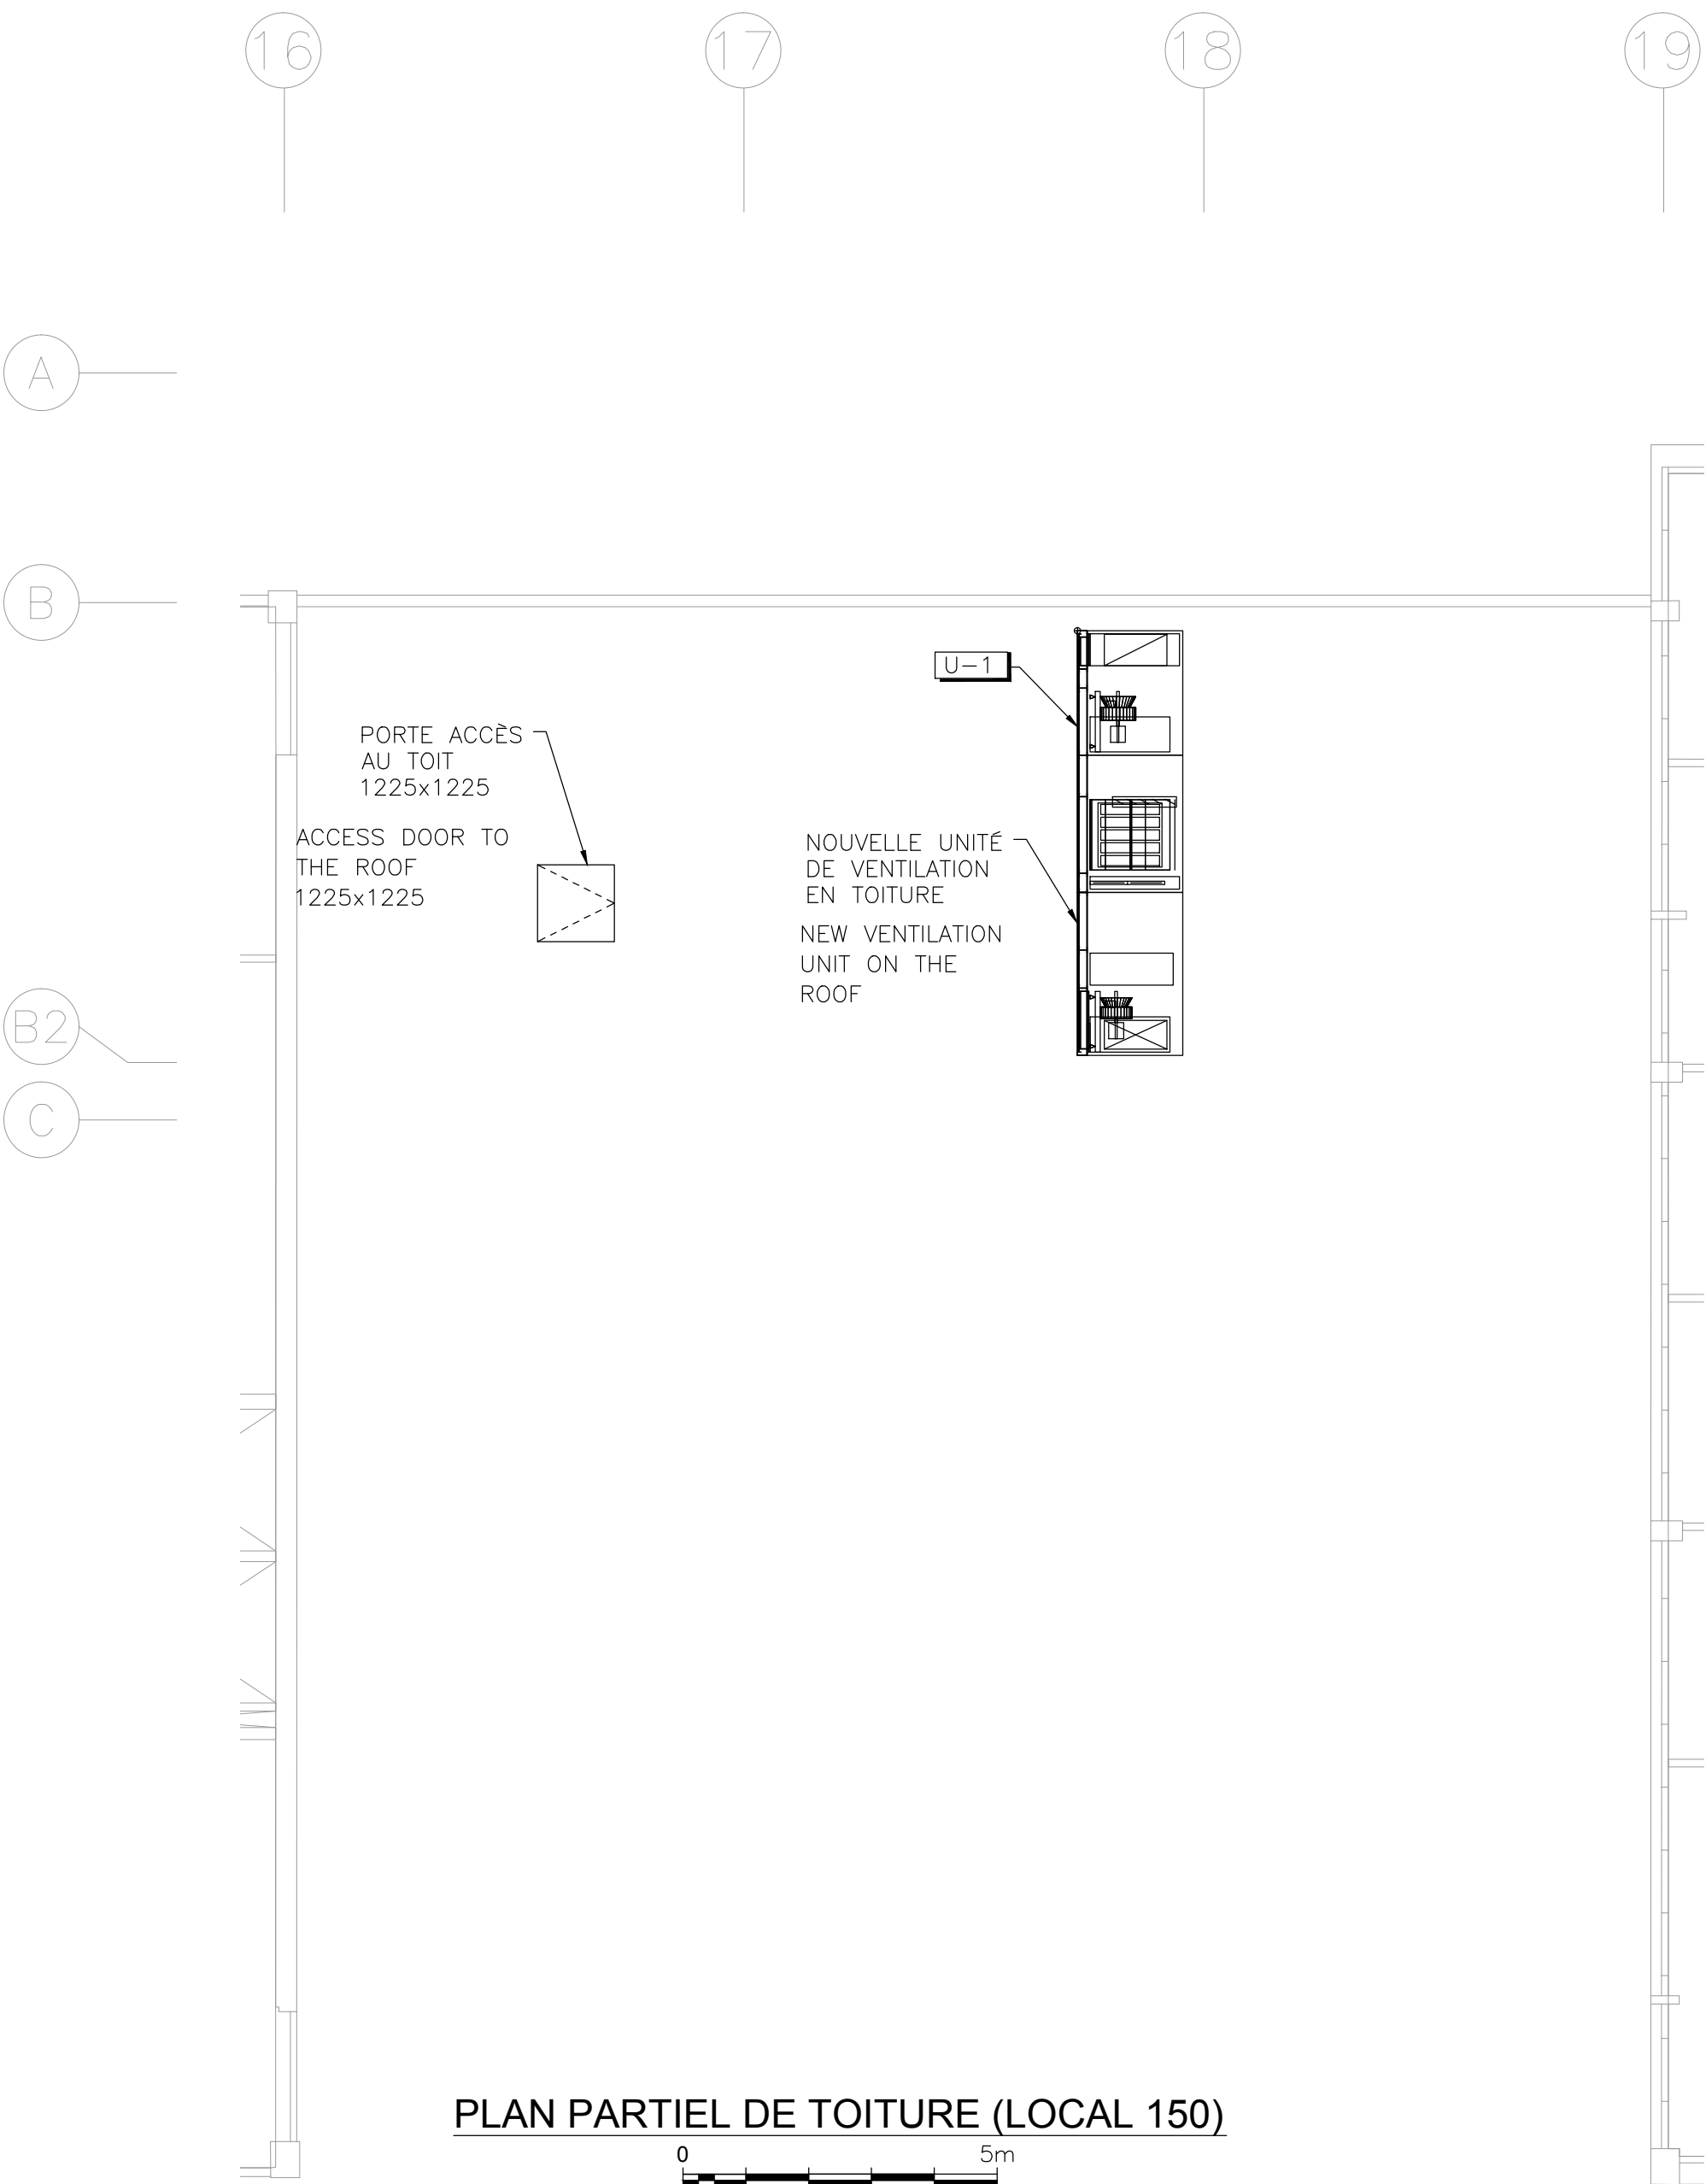 16
17
18
19
A
B
U-1
PORTE ACCÈS
AU TOIT
1225x1225
ACCESS DOOR TO
THE ROOF
1225x1225
NOUVELLE UNITÉ
DE VENTILATION
EN TOITURE
NEW VENTILATION
UNIT ON THE
ROOF
B2
C
PLAN PARTIEL DE TOITURE (LOCAL 150)
0 5m